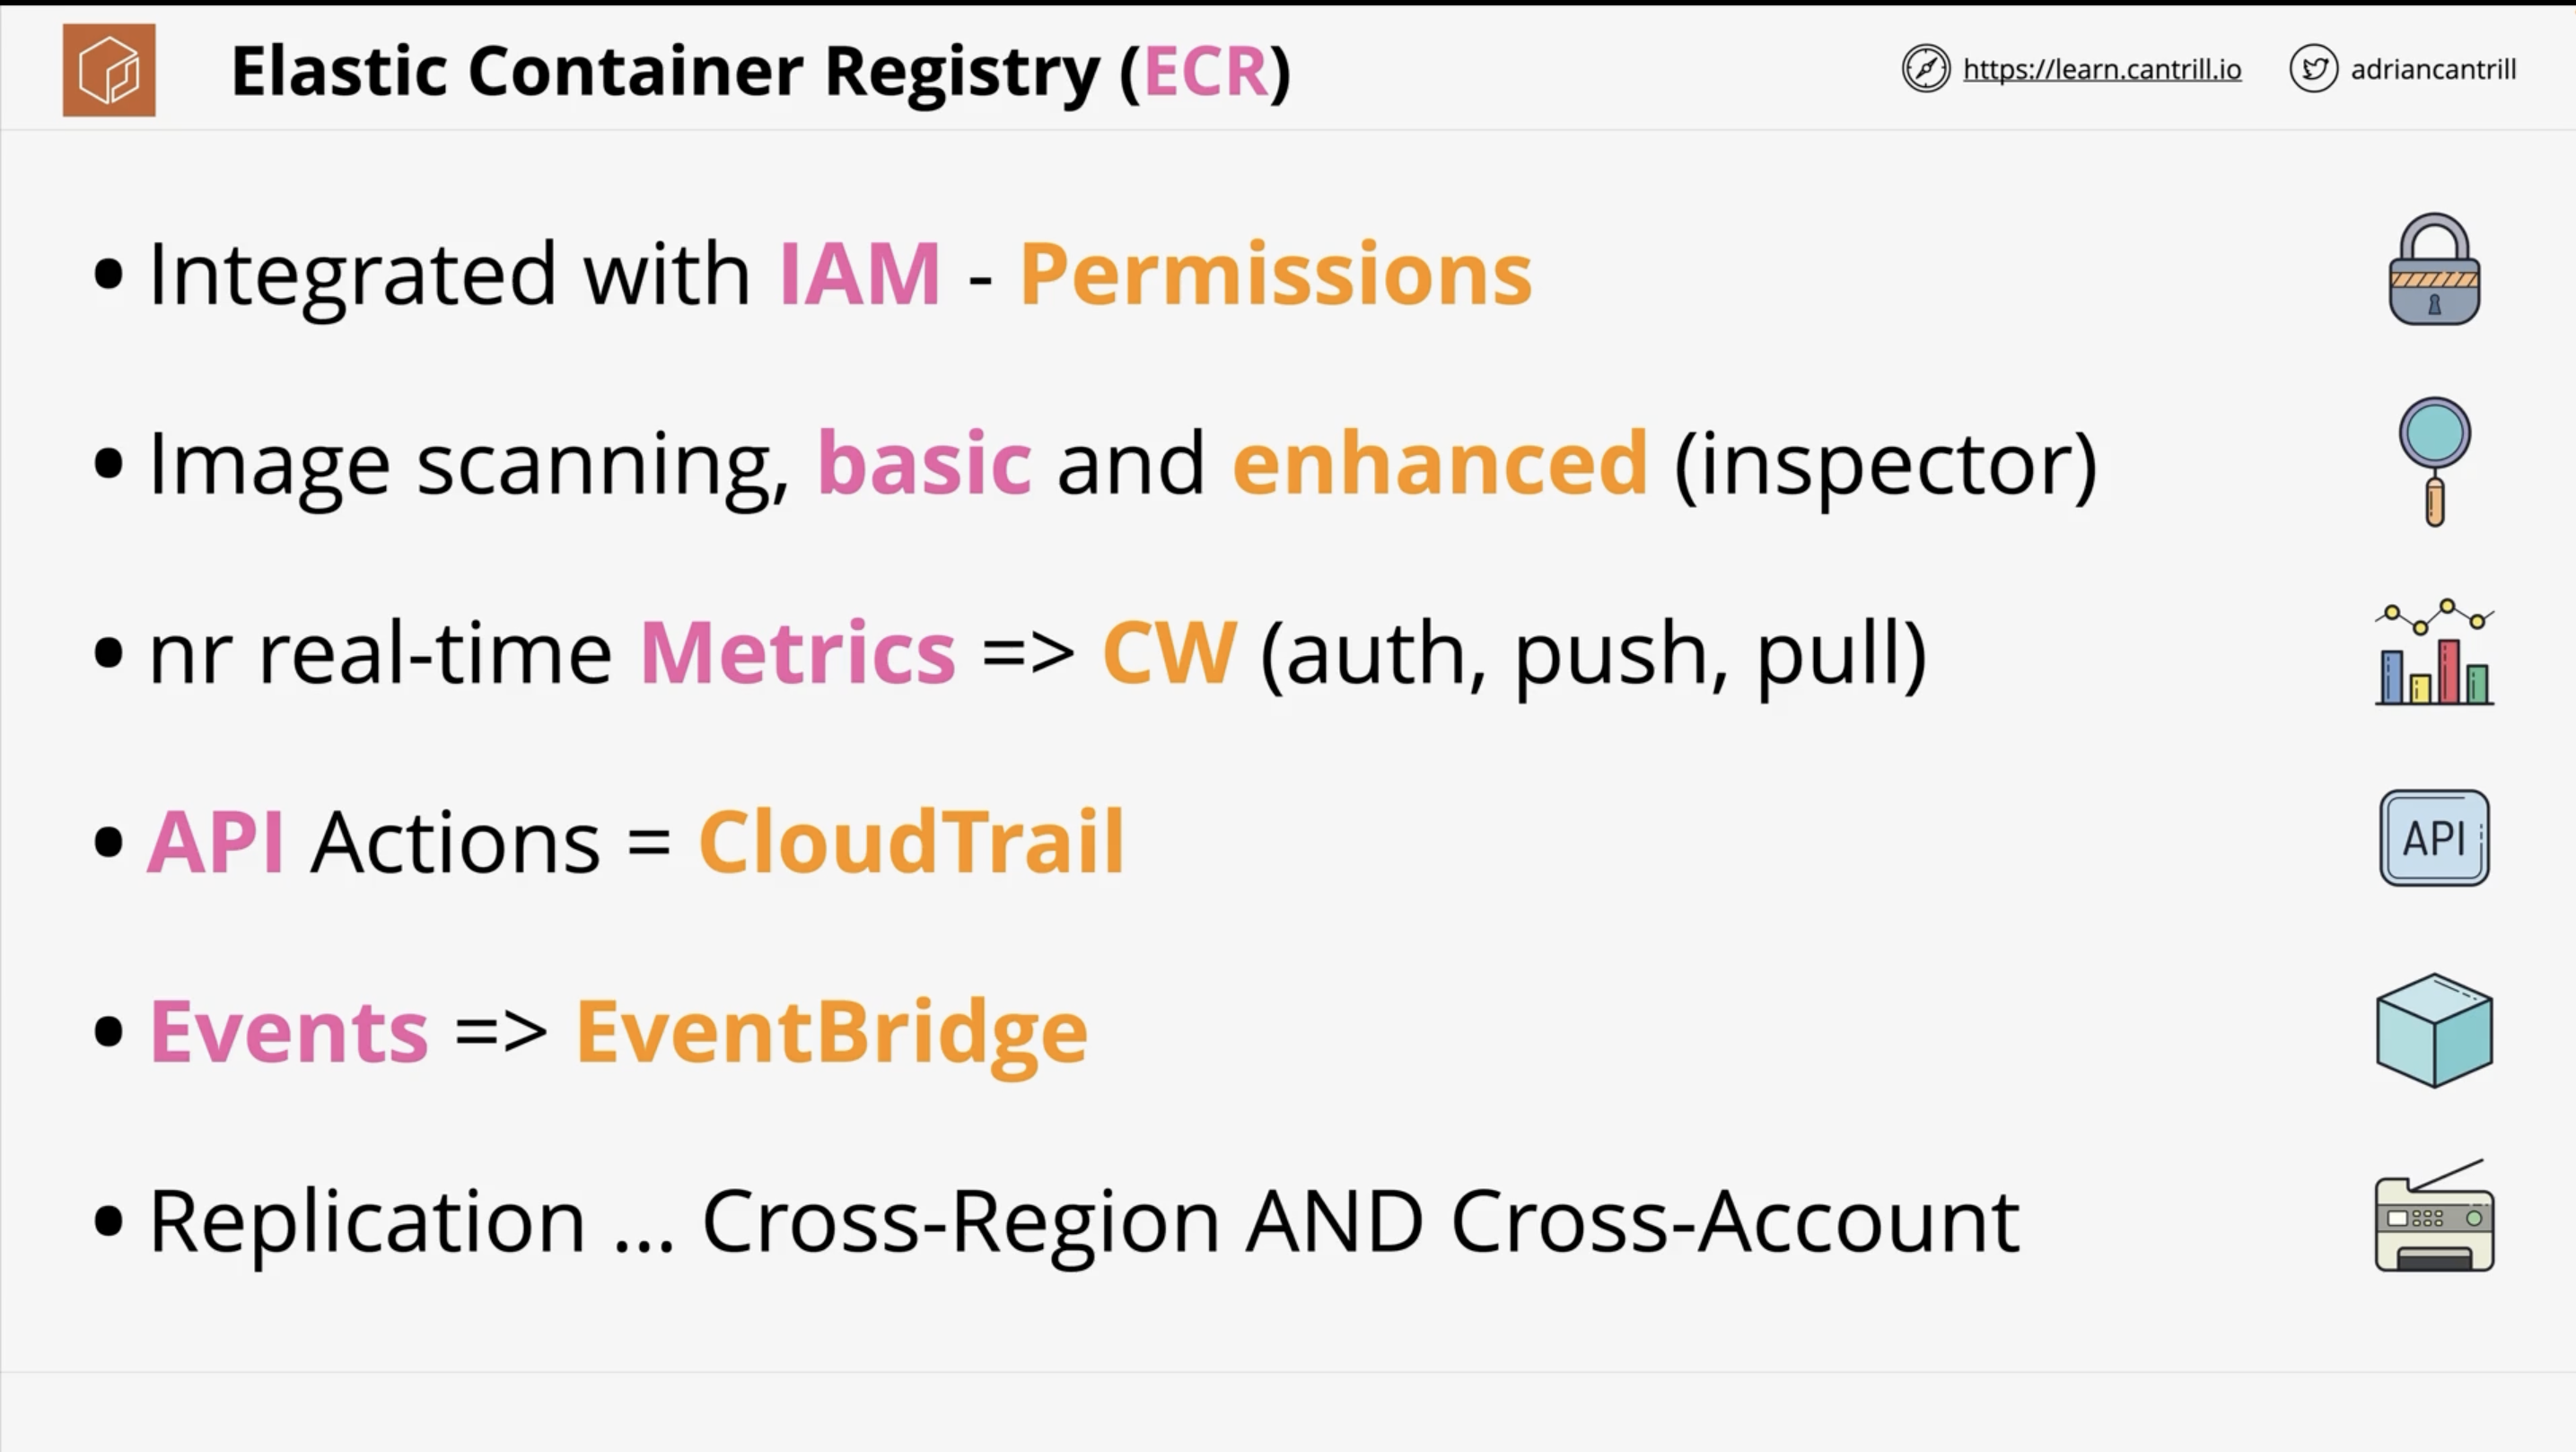 Elastic Container Registry (ECR)
https://learn.cantrill.io
adriancantrill
• Integrated with IAM - Permissions
• Image scanning, basic and enhanced (inspector)
• nr real-time Metrics => CW (auth, push, pull)
• API Actions = CloudTrail
API
• Events => EventBridge
• Replication ... Cross-Region AND Cross-Account